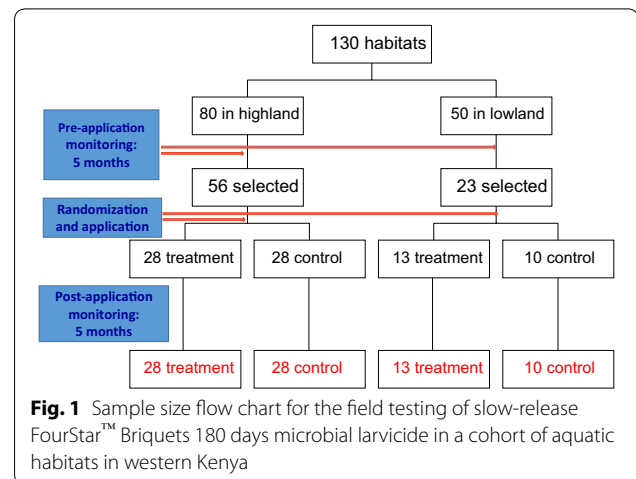 130 habitats
80 in highland
50 in lowland
Pre-application
monitoring:
5 months
56 selected
23 selected
Randomization
and application
28 treatment
28 control
13 treatment
10 control
Post-application
monitoring:
5 months
28 treatment
28 control
13 treatment
10 control
Fig. 1 Sample size flow chart for the field testing of slow-release
FourStar™ Briquets 180 days microbial larvicide in a cohort of aquatic
habitats in western Kenya